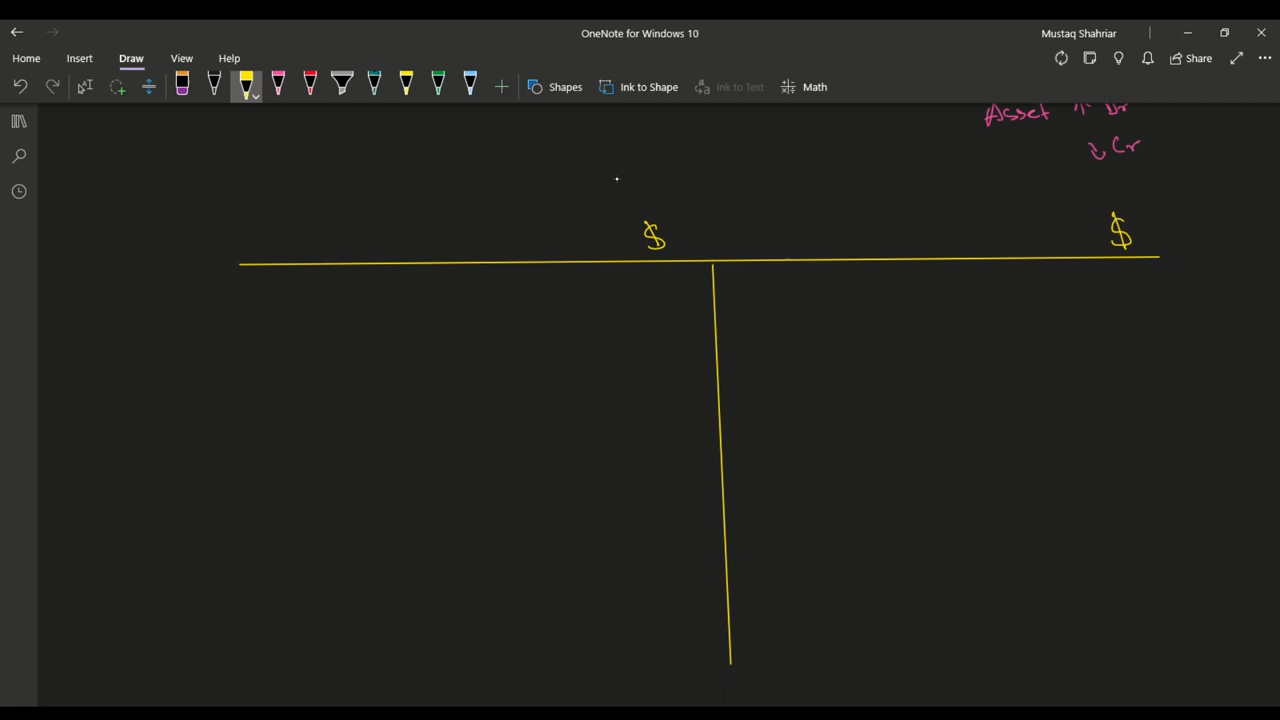 OneNote for Windows 10
Mustaq Shahriar
Home Insert Draw View Help
Share
Shapes Ink to Shape Ink to Text Math
Asset ↑ Dr
↓ Cr
$ $